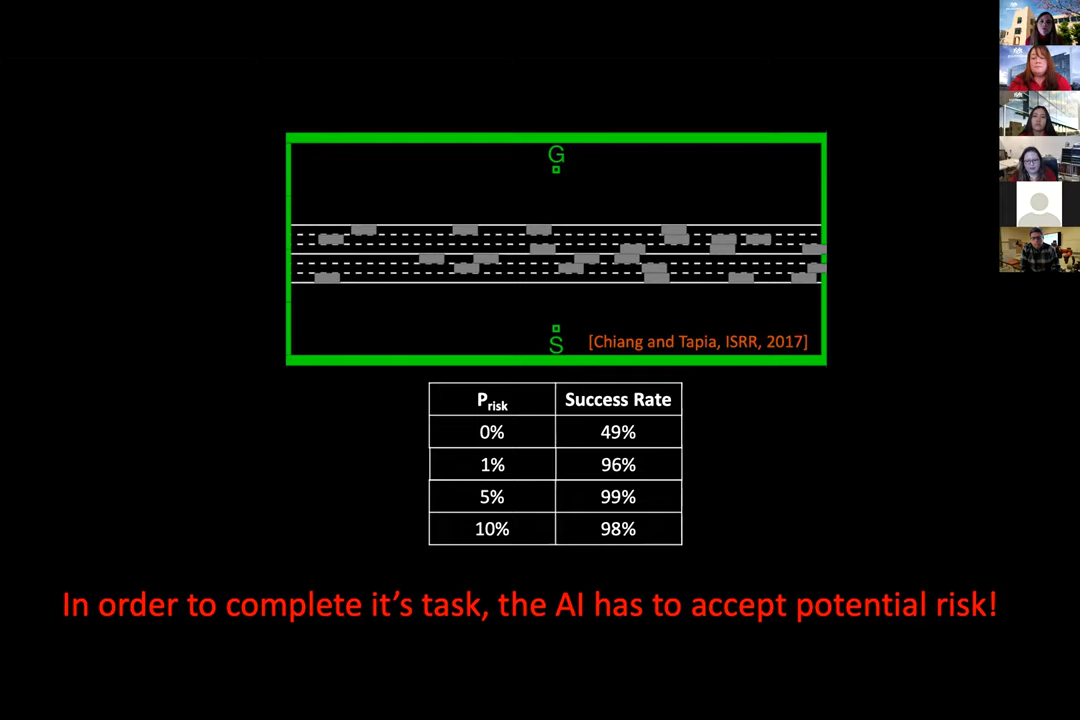 G
S
[Chiang and Tapia, ISRR, 2017]
Prisk Success Rate
0% 49%
1% 96%
5% 99%
10% 98%
In order to complete it's task, the AI has to accept potential risk!